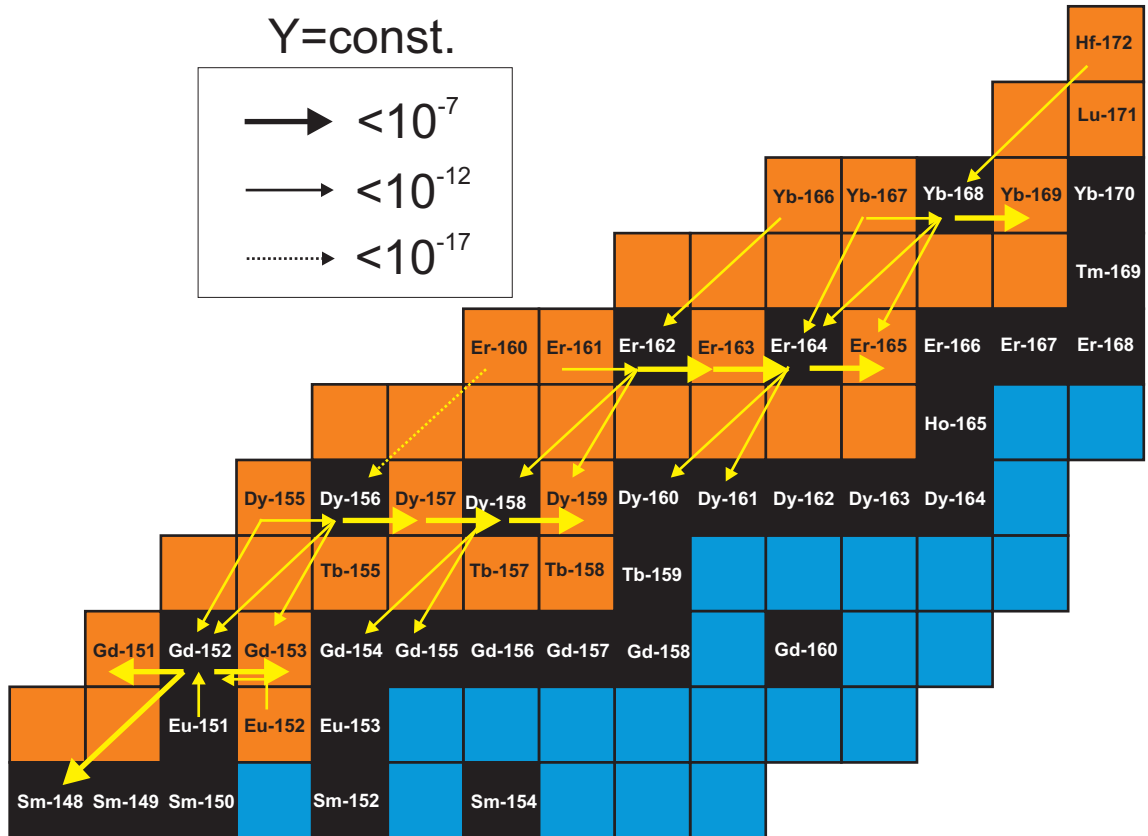 Y=const.
<10^-7
<10^-12
<10^-17
Hf-172
Lu-171
Yb-166 Yb-167 Yb-168 Yb-169 Yb-170
Tm-169
Er-160 Er-161 Er-162 Er-163 Er-164 Er-165 Er-166 Er-167 Er-168
Ho-165
Dy-155 Dy-156 Dy-157 Dy-158 Dy-159 Dy-160 Dy-161 Dy-162 Dy-163 Dy-164
Tb-155 Tb-157 Tb-158 Tb-159
Gd-151 Gd-152 Gd-153 Gd-154 Gd-155 Gd-156 Gd-157 Gd-158 Gd-160
Eu-151 Eu-152 Eu-153
Sm-148 Sm-149 Sm-150 Sm-152 Sm-154